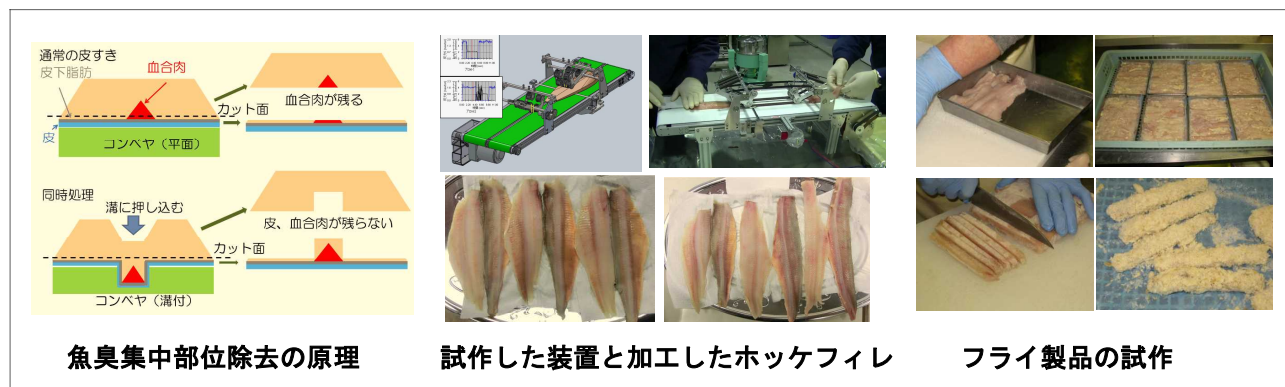 通常の皮すき
皮下脂肪
血合肉
カット面
皮
コンベヤ（平面）
血合肉が残る
同時処理
溝に押し込む
カット面
皮、血合肉が残らない
コンベヤ（溝付）
魚臭集中部位除去の原理
試作した装置と加工したホッケフィレ
フライ製品の試作